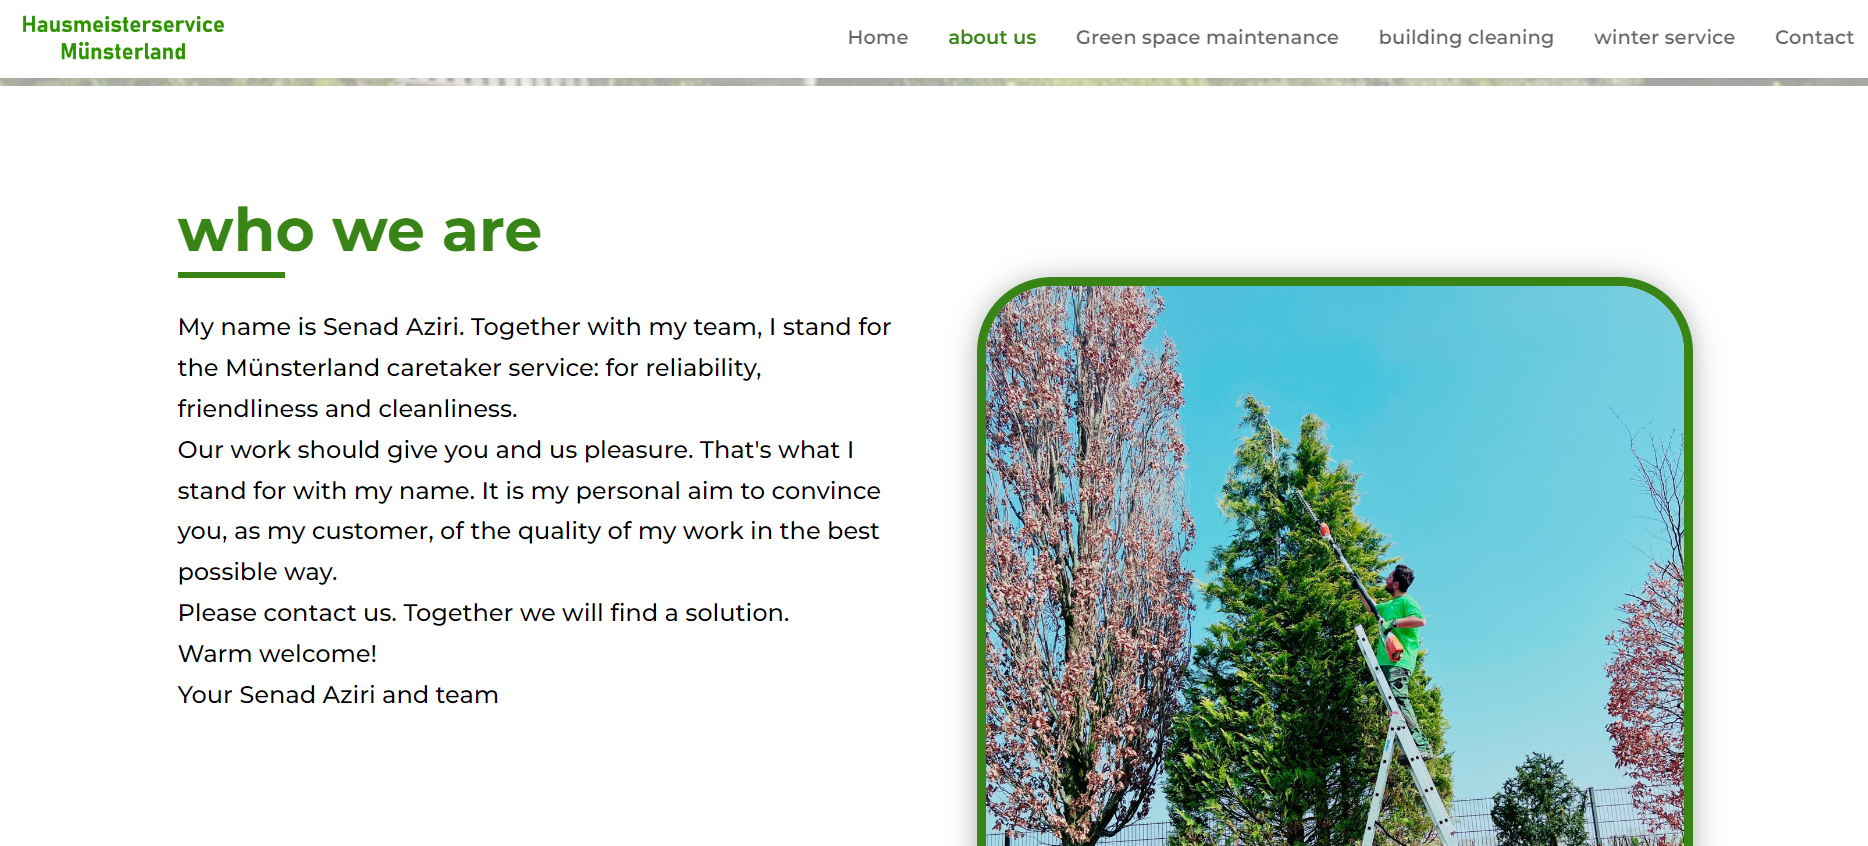 Hausmeisterservice
Münsterland
Home about us Green space maintenance building cleaning winter service Contact
who we are
My name is Senad Aziri. Together with my team, I stand for
the Münsterland caretaker service: for reliability,
friendliness and cleanliness.
Our work should give you and us pleasure. That's what I
stand for with my name. It is my personal aim to convince
you, as my customer, of the quality of my work in the best
possible way.
Please contact us. Together we will find a solution.
Warm welcome!
Your Senad Aziri and team